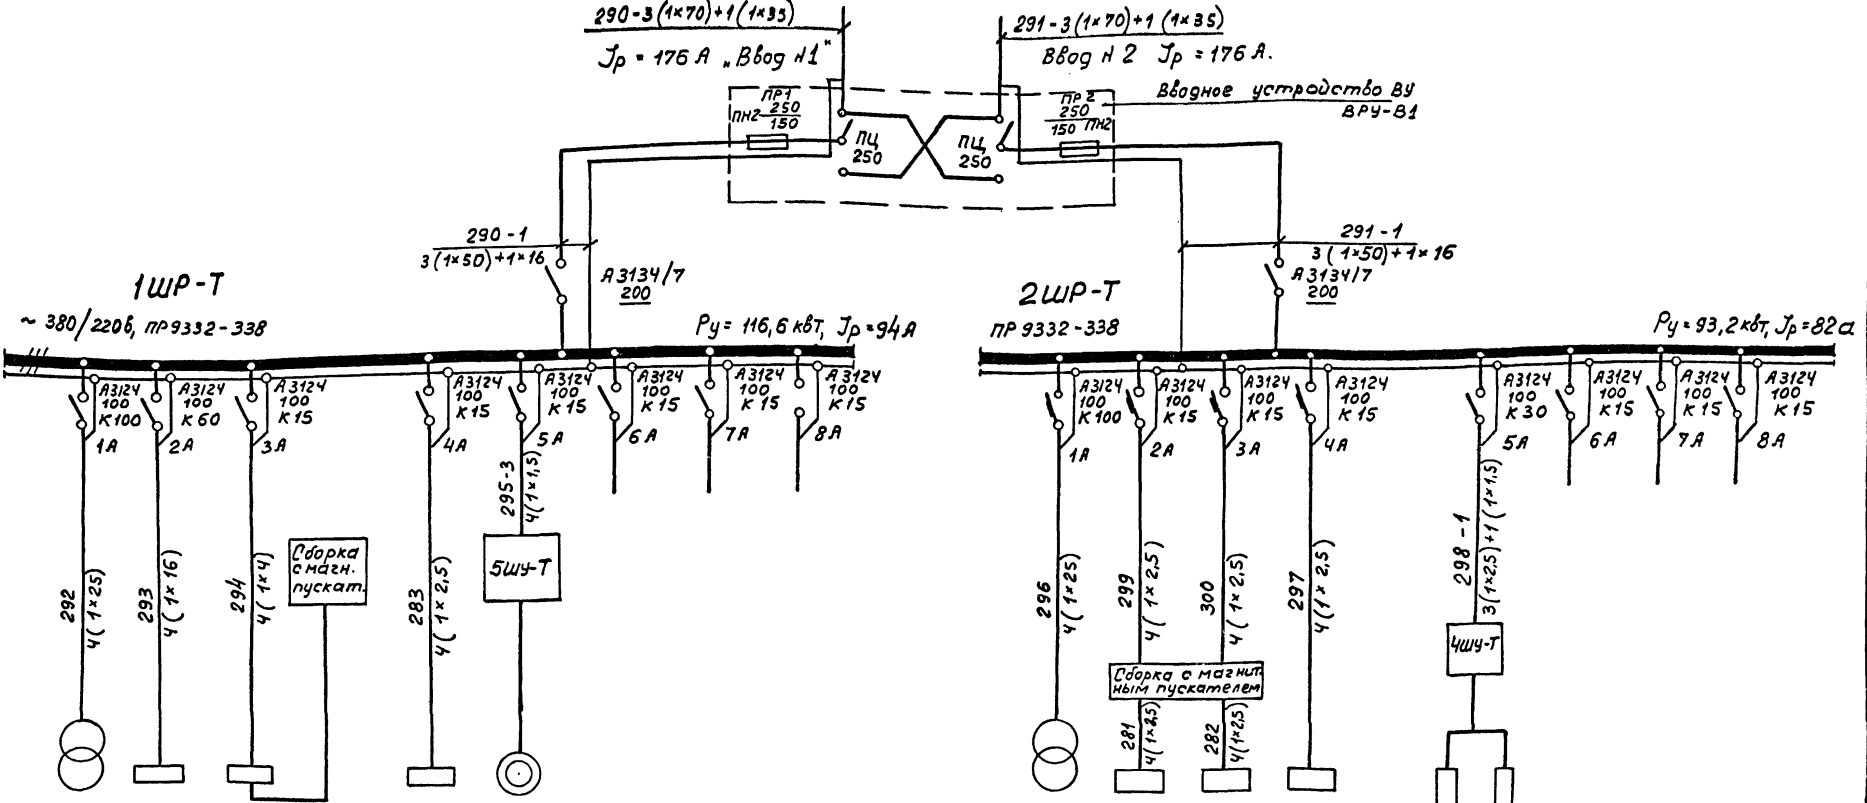 290-3(1×70)+1(1×35)
Jр = 176 А „Ввод N1"
291-3(1×70)+1(1×35)
Ввод N 2 Jр = 176 А.
Вводное устройство ВУ
ВРУ-В1
ПР1
ПН2 250
150
ПЦ
250
ПЦ
250
ПР2
250
150 ПН2
290-1
3(1×50)+1×16
А3134/7
200
291-1
3(1×50)+1×16
А3134/7
200
1ШР-Т
~ 380/220в, ПР9332-338
Ру= 116,6 квт, Jр=94А
2ШР-Т
ПР 9332-338
Ру=93,2квт, Jр=82а
А3124
100
К100
1А
А3124
100
К60
2А
А3124
100
К15
3А
А3124
100
К15
4А
А3124
100
К15
5А
А3124
100
К15
6А
А3124
100
К15
7А
А3124
100
К15
8А
А3124
100
К100
1А
А3124
100
К15
2А
А3124
100
К15
3А
А3124
100
К15
4А
А3124
100
К30
5А
А3124
100
К15
6А
А3124
100
К15
7А
А3124
100
К15
8А
292
4(1×25)
293
4(1×16)
294
4(1×4)
Сборка
с магн.
пускат.
283
4(1×2,5)
295-3
4(1×1,5)
5ШУ-Т
296
4(1×25)
299
4(1×2,5)
300
4(1×2,5)
297
4(1×2,5)
298-1
3(1×2,5)+1(1×1,5)
Сборка с магнит-
ным пускателем
281
4(1×2,5)
282
4(1×2,5)
4ШУ-Т